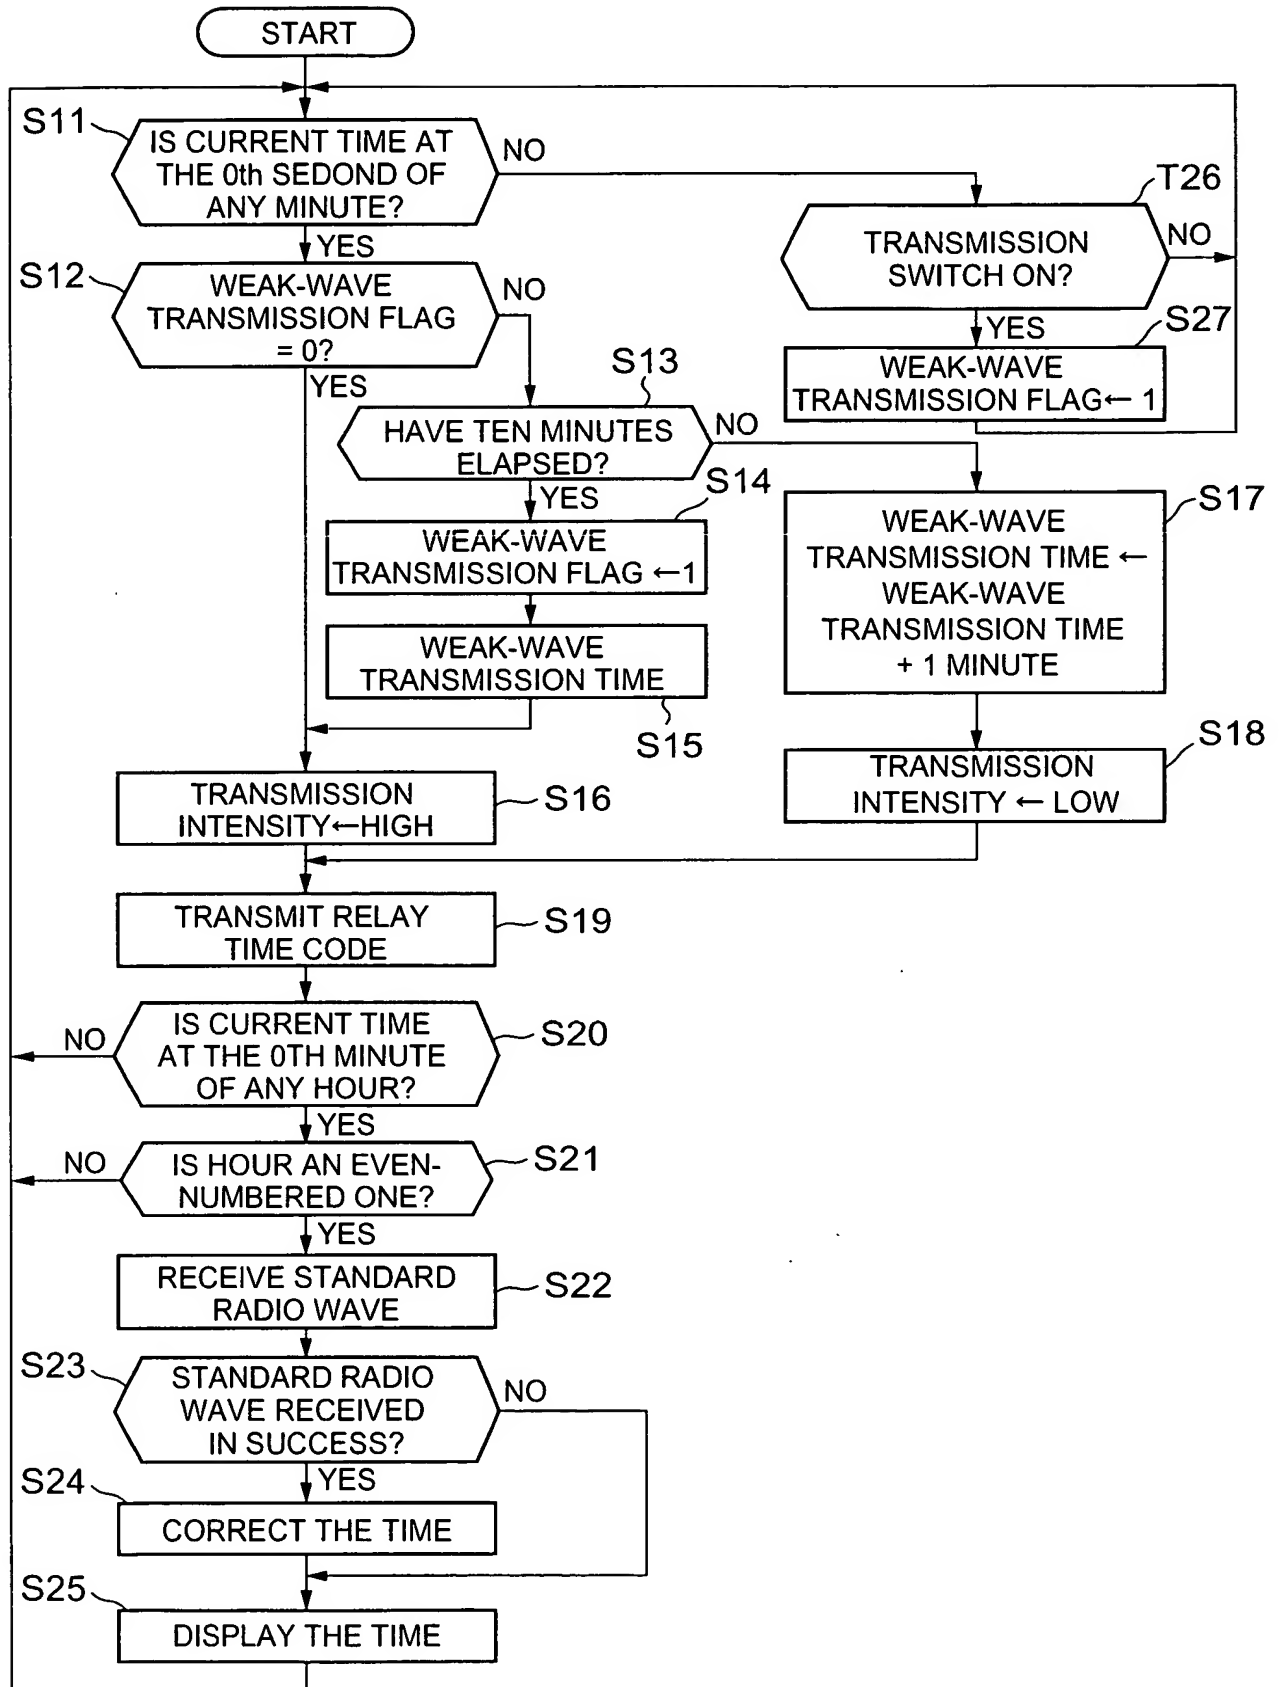 START
S11
IS CURRENT TIME AT
THE 0th SEDOND OF
ANY MINUTE?
NO
YES
T26
TRANSMISSION
SWITCH ON?
NO
YES
S27
WEAK-WAVE
TRANSMISSION FLAG← 1
S12
WEAK-WAVE
TRANSMISSION FLAG
= 0?
NO
YES
S13
HAVE TEN MINUTES
ELAPSED?
NO
YES
S14
WEAK-WAVE
TRANSMISSION FLAG ←1
WEAK-WAVE
TRANSMISSION TIME
S15
S17
WEAK-WAVE
TRANSMISSION TIME ←
WEAK-WAVE
TRANSMISSION TIME
+ 1 MINUTE
S18
TRANSMISSION
INTENSITY ← LOW
TRANSMISSION
INTENSITY←HIGH
S16
TRANSMIT RELAY
TIME CODE
S19
IS CURRENT TIME
AT THE 0TH MINUTE
OF ANY HOUR?
S20
NO
YES
IS HOUR AN EVEN-
NUMBERED ONE?
S21
NO
YES
RECEIVE STANDARD
RADIO WAVE
S22
S23
STANDARD RADIO
WAVE RECEIVED
IN SUCCESS?
NO
YES
S24
CORRECT THE TIME
S25
DISPLAY THE TIME